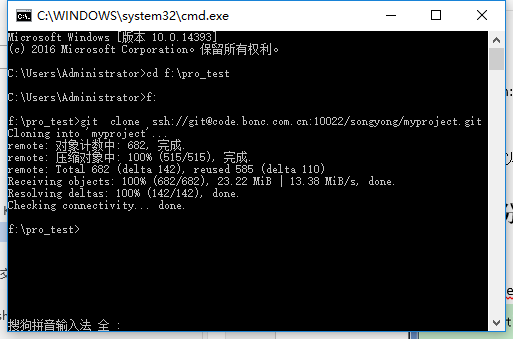 C:\WINDOWS\system32\cmd.exe
Microsoft Windows [版本 10.0.14393]
(c) 2016 Microsoft Corporation。保留所有权利。
C:\Users\Administrator>cd f:\pro_test
C:\Users\Administrator>f:
f:\pro_test>git  clone  ssh://git@code.bonc.com.cn:10022/songyong/myproject.git
Cloning into 'myproject'...
remote: 对象计数中: 682, 完成.
remote: 压缩对象中: 100% (515/515), 完成.
remote: Total 682 (delta 142), reused 585 (delta 110)
Receiving objects: 100% (682/682), 23.22 MiB | 13.38 MiB/s, done.
Resolving deltas: 100% (142/142), done.
Checking connectivity... done.
f:\pro_test>
搜狗拼音输入法 全 :